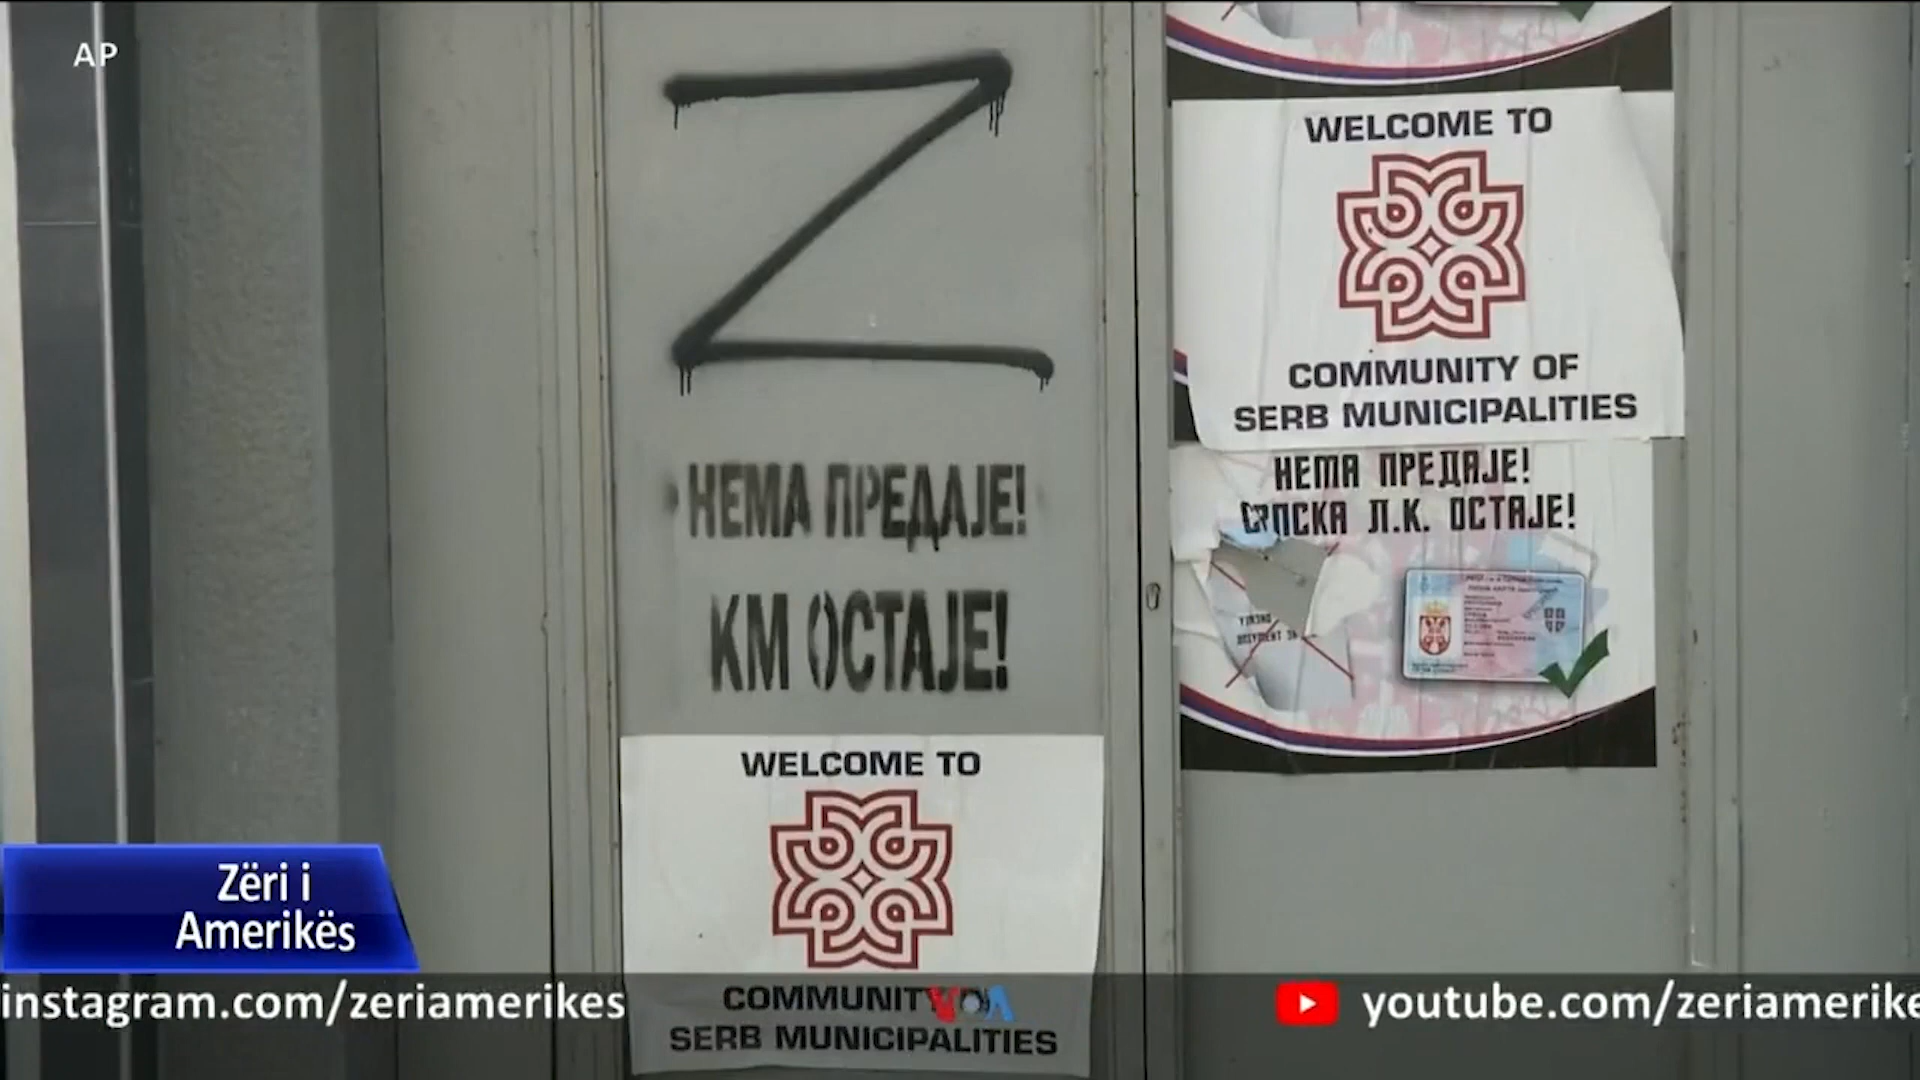 AP
Z
НЕМА ПРЕДАЈЕ!
КМ ОСТАЈЕ!
WELCOME TO
COMMUNITY
SERB MUNICIPALITIES
WELCOME TO
COMMUNITY OF
SERB MUNICIPALITIES
НЕМА ПРЕДАЈЕ!
СРПСКА Л.К. ОСТАЈЕ!
Zëri i
Amerikës
VOA
instagram.com/zeriamerikes
youtube.com/zeriamerike